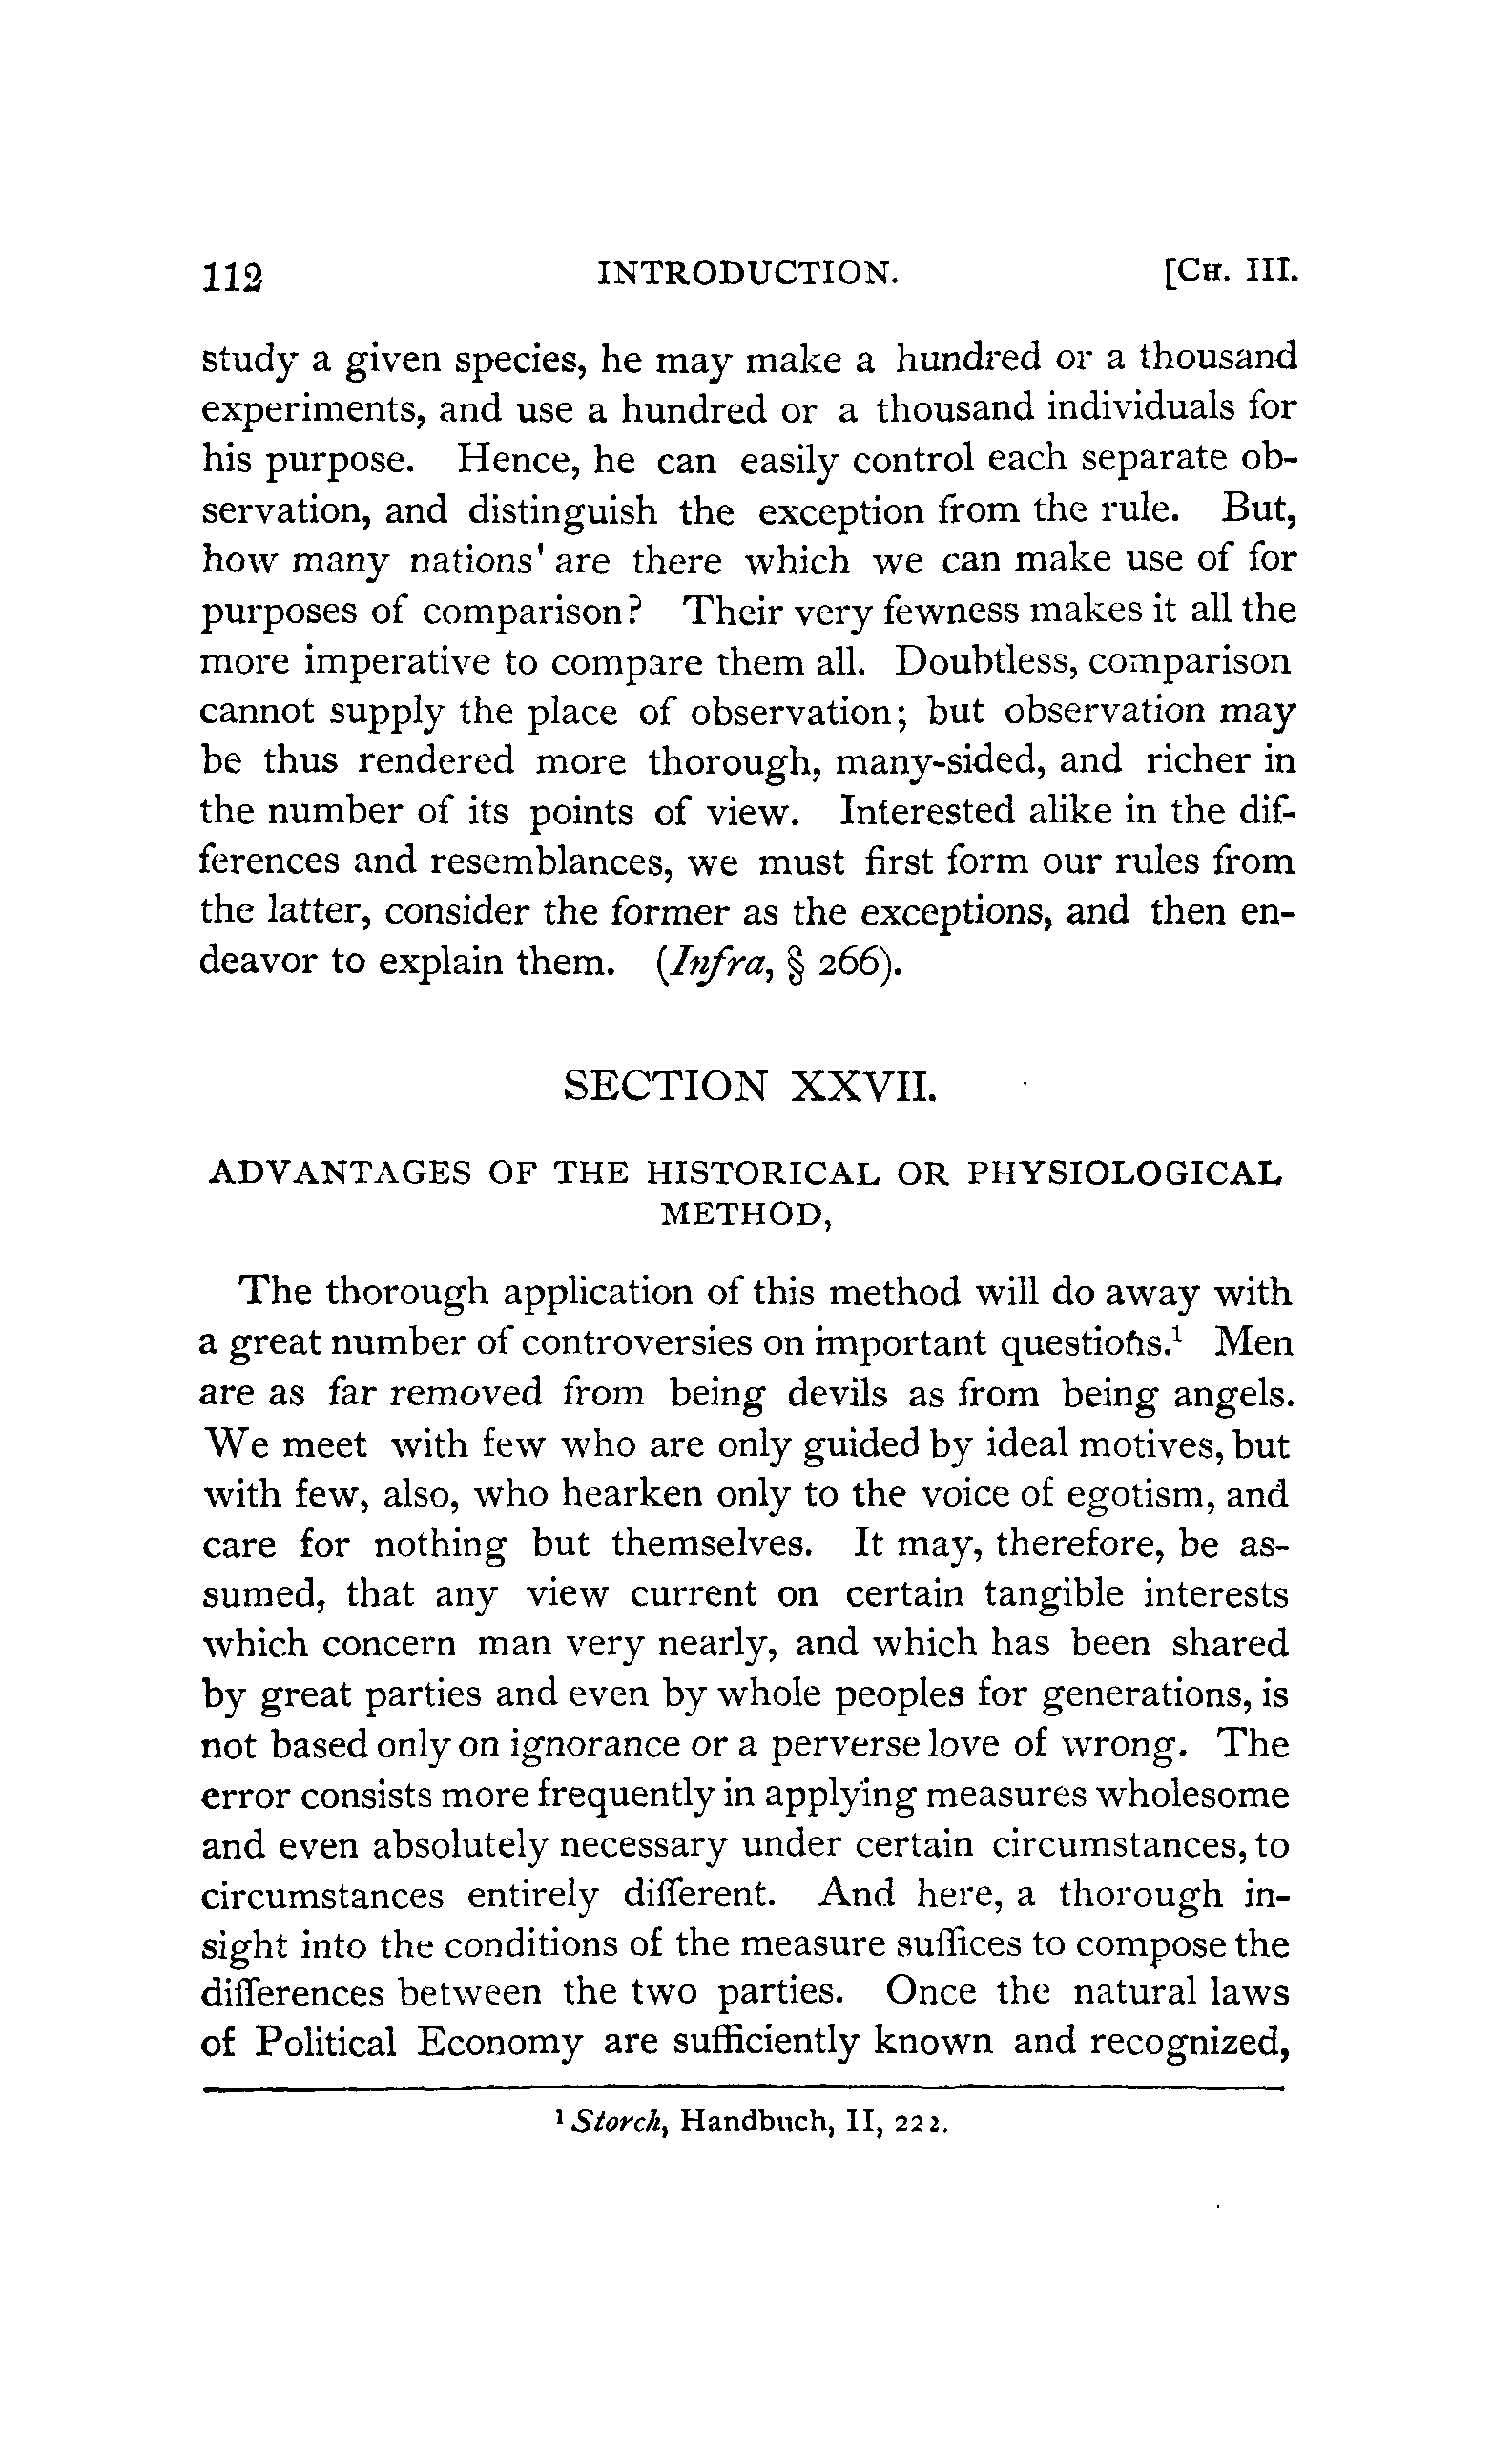 112 INTRODUCTION. [CH. III.
study a given species, he may make a hundred or a thousand
experiments, and use a hundred or a thousand individuals for
his purpose. Hence, he can easily control each separate ob-
servation, and distinguish the exception from the rule. But,
how many nations' are there which we can make use of for
purposes of comparison? Their very fewness makes it all the
more imperative to compare them all. Doubtless, comparison
cannot supply the place of observation; but observation may
be thus rendered more thorough, many-sided, and richer in
the number of its points of view. Interested alike in the dif-
ferences and resemblances, we must first form our rules from
the latter, consider the former as the exceptions, and then en-
deavor to explain them. (Infra, § 266).
SECTION XXVII.
ADVANTAGES OF THE HISTORICAL OR PHYSIOLOGICAL
METHOD,
The thorough application of this method will do away with
a great number of controversies on important questions.¹ Men
are as far removed from being devils as from being angels.
We meet with few who are only guided by ideal motives, but
with few, also, who hearken only to the voice of egotism, and
care for nothing but themselves. It may, therefore, be as-
sumed, that any view current on certain tangible interests
which concern man very nearly, and which has been shared
by great parties and even by whole peoples for generations, is
not based only on ignorance or a perverse love of wrong. The
error consists more frequently in applying measures wholesome
and even absolutely necessary under certain circumstances, to
circumstances entirely different. And here, a thorough in-
sight into the conditions of the measure suffices to compose the
differences between the two parties. Once the natural laws
of Political Economy are sufficiently known and recognized,
¹ Storch, Handbuch, II, 222.